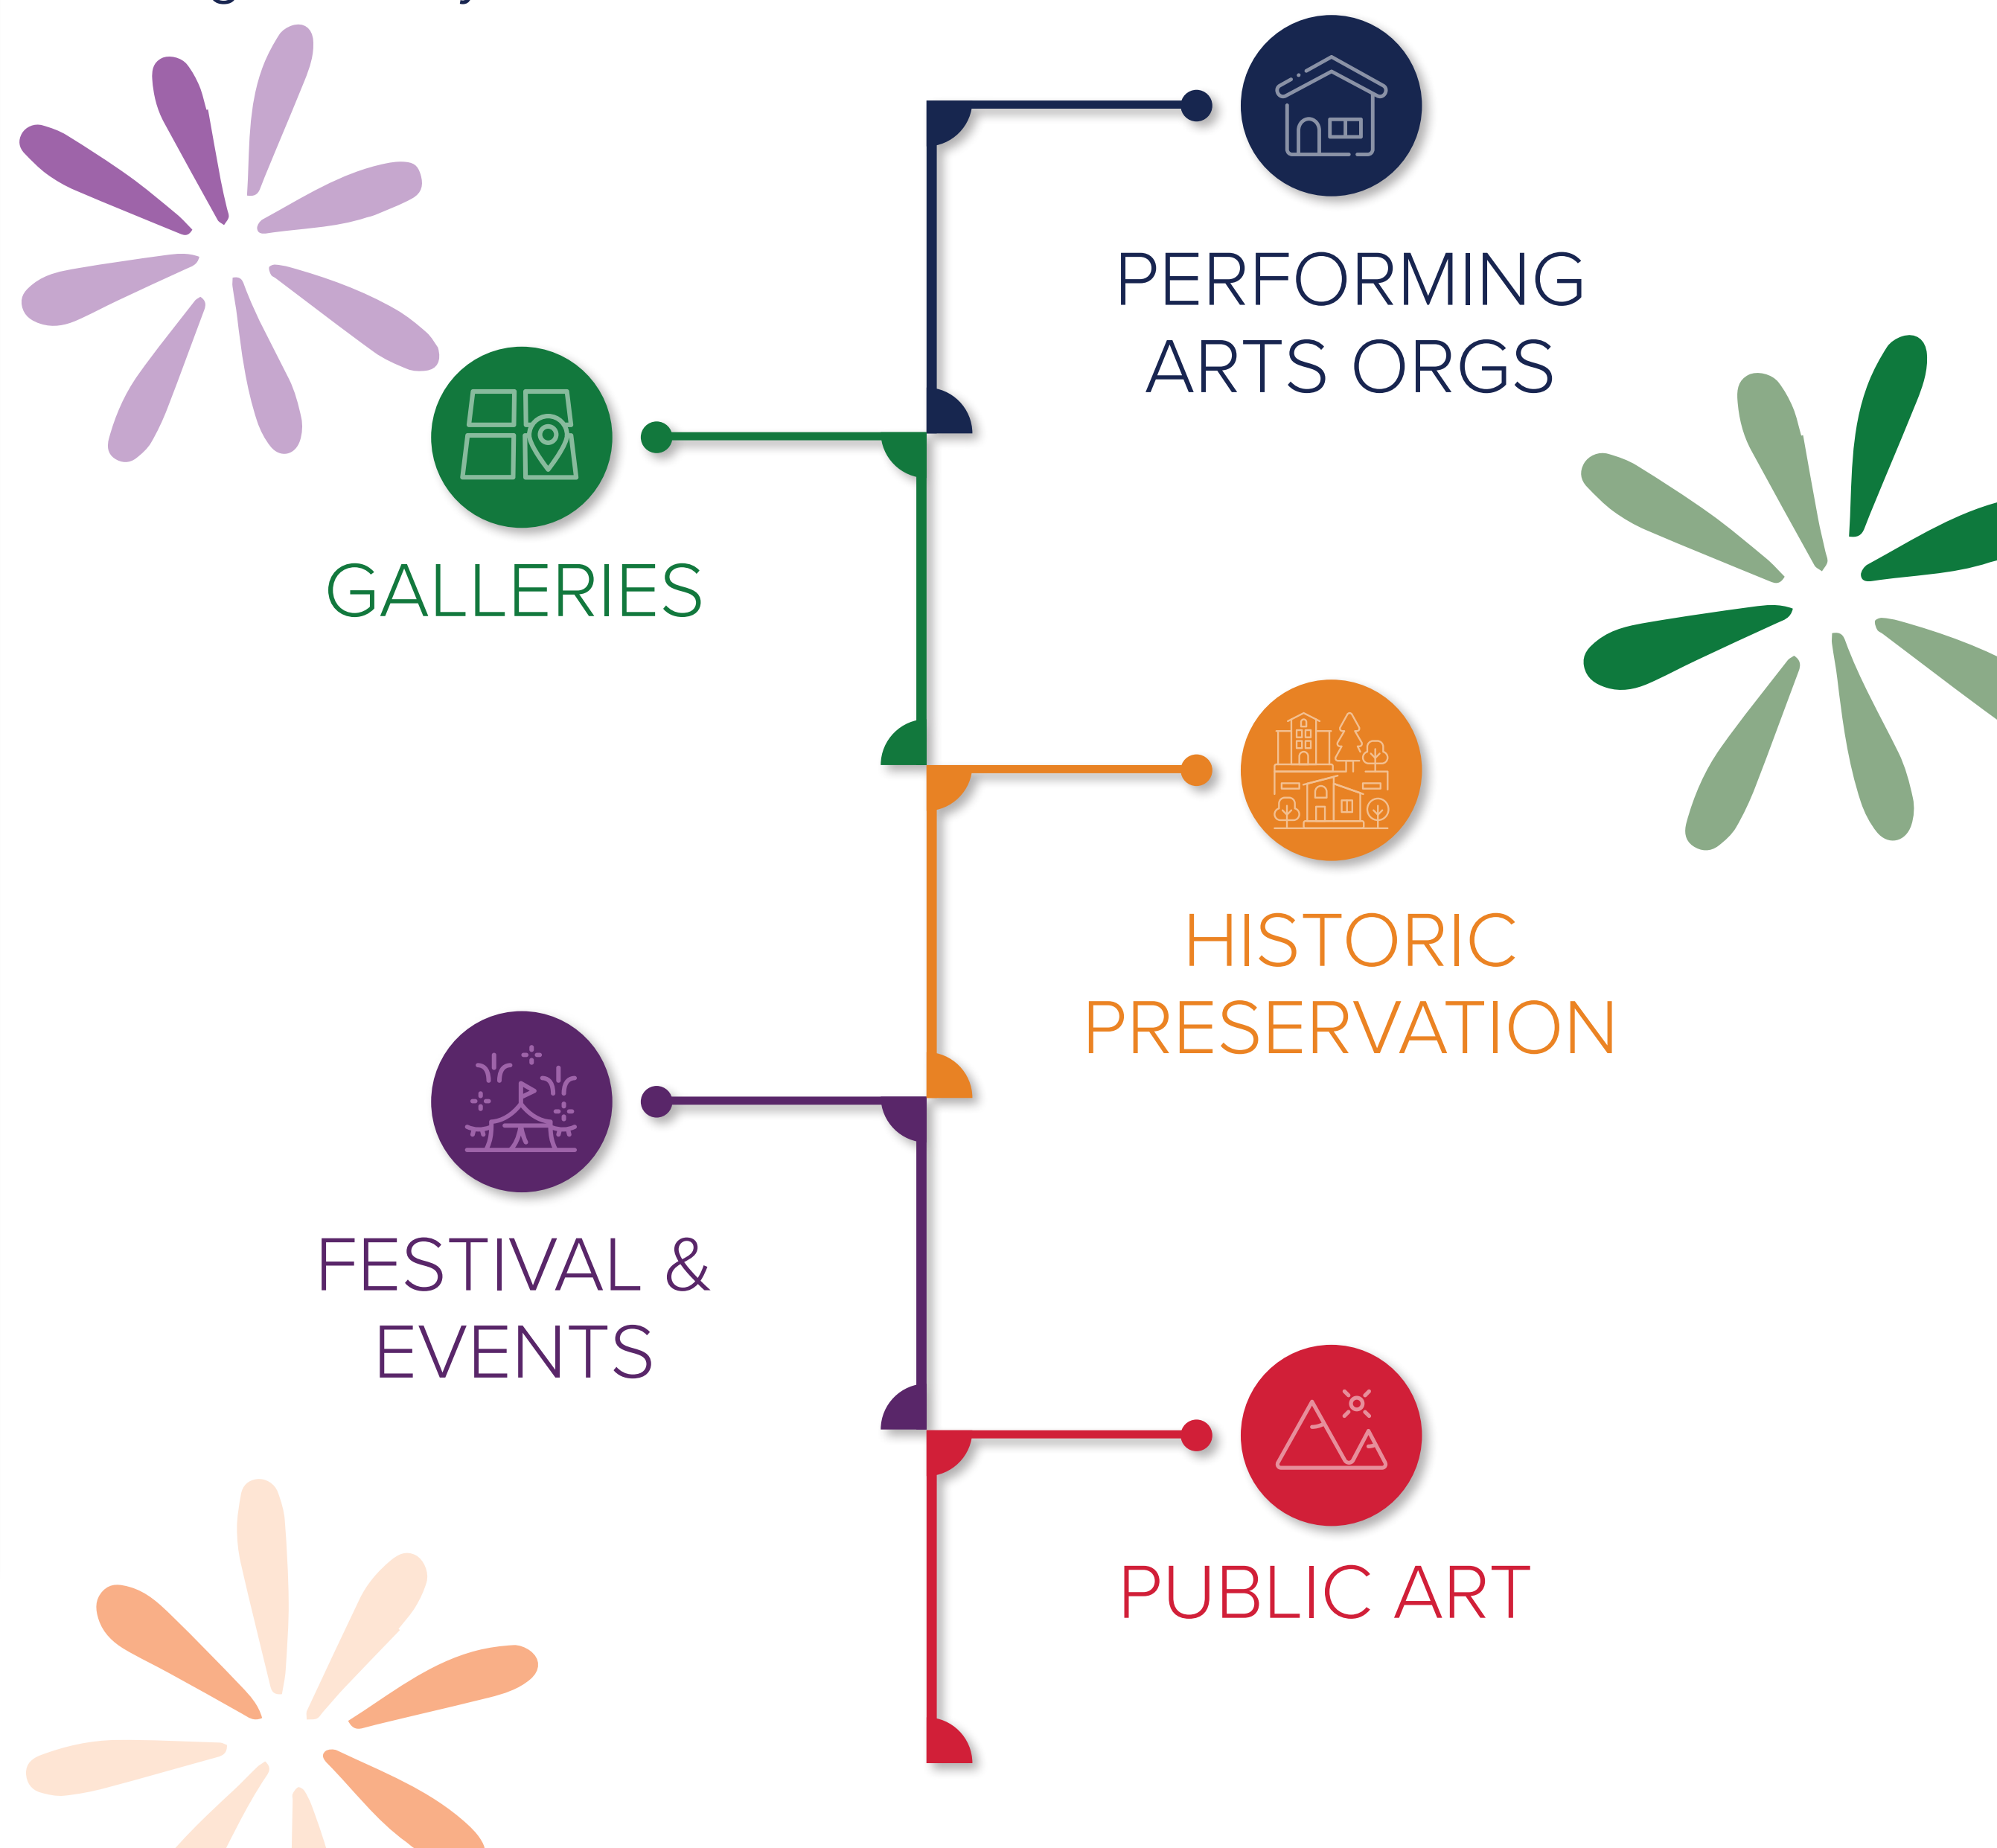 PERFORMING
ARTS ORGS
GALLERIES
HISTORIC
PRESERVATION
FESTIVAL &
EVENTS
PUBLIC ART